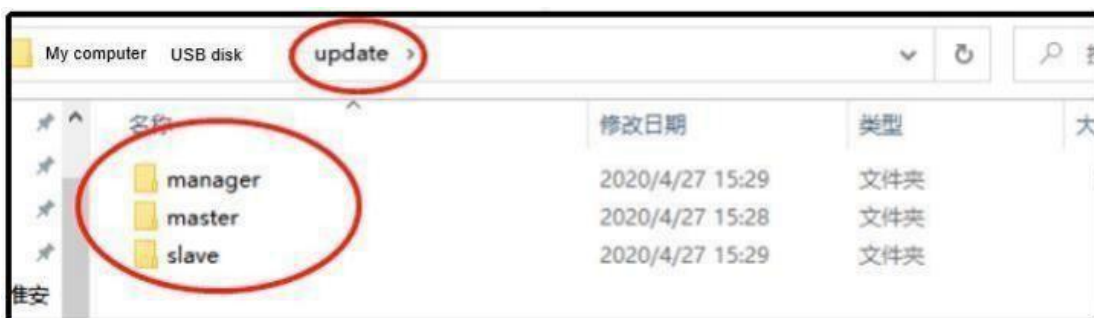 My computer USB disk update >
名称 修改日期 类型 大
manager 2020/4/27 15:29 文件夹
master 2020/4/27 15:28 文件夹
slave 2020/4/27 15:29 文件夹
淮安